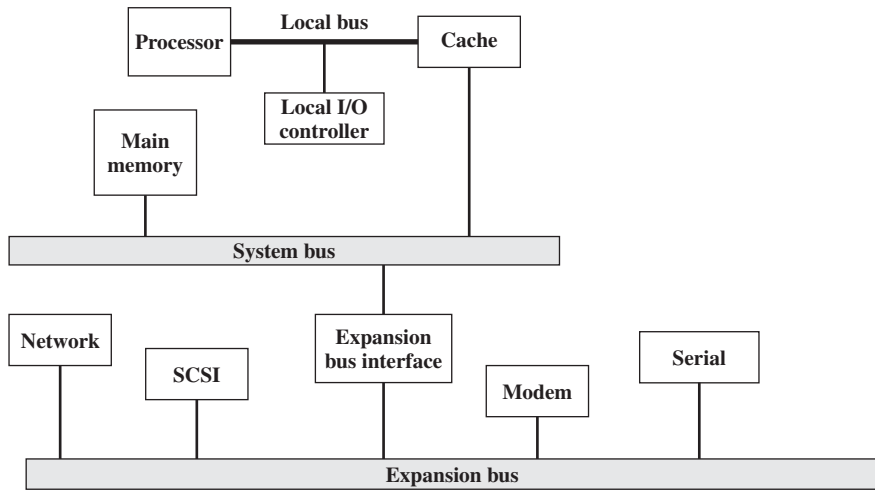 Local bus
Processor
Cache
Local I/O
controller
Main
memory
System bus
Network
Expansion
bus interface
SCSI
Serial
Modem
Expansion bus